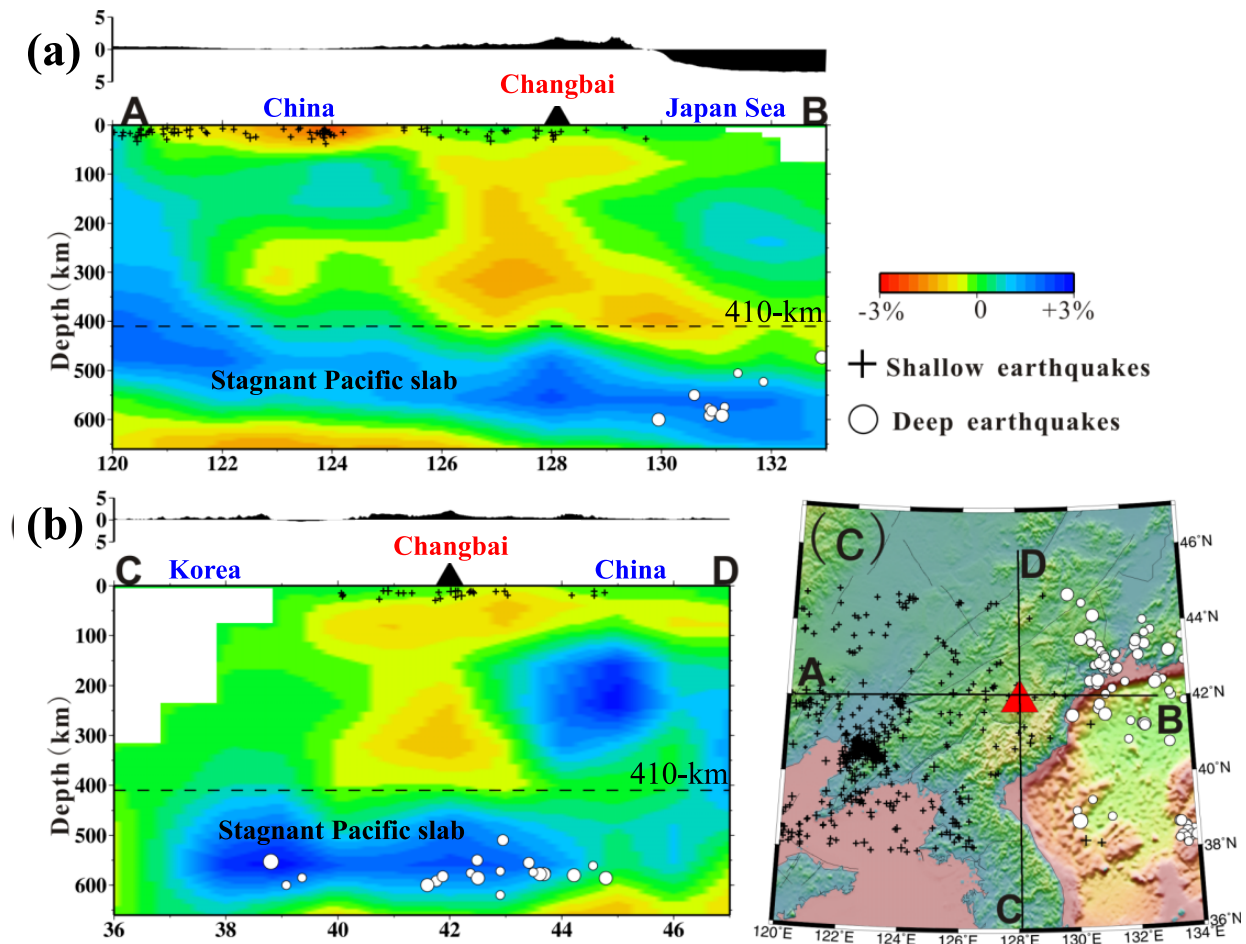 (a)
5
0
5
Changbai
A China Japan Sea B
0
100
200
300
400
500
600
Depth (km)
410-km
Stagnant Pacific slab
120 122 124 126 128 130 132
-3% 0 +3%
Shallow earthquakes
Deep earthquakes
(b)
5
0
5
Changbai
C Korea China D
0
100
200
300
400
500
600
Depth (km)
410-km
Stagnant Pacific slab
36 38 40 42 44 46
(C)
D
A
B
C
46°N
44°N
42°N
40°N
38°N
36°N
120°E 122°E 124°E 126°E 128°E 130°E 132°E 134°E